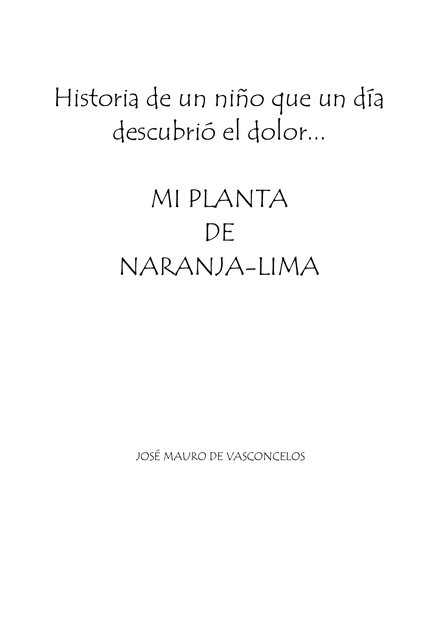 Historia de un niño que un día
descubrió el dolor...
MI PLANTA
DE
NARANJA-LIMA
JOSÉ MAURO DE VASCONCELOS